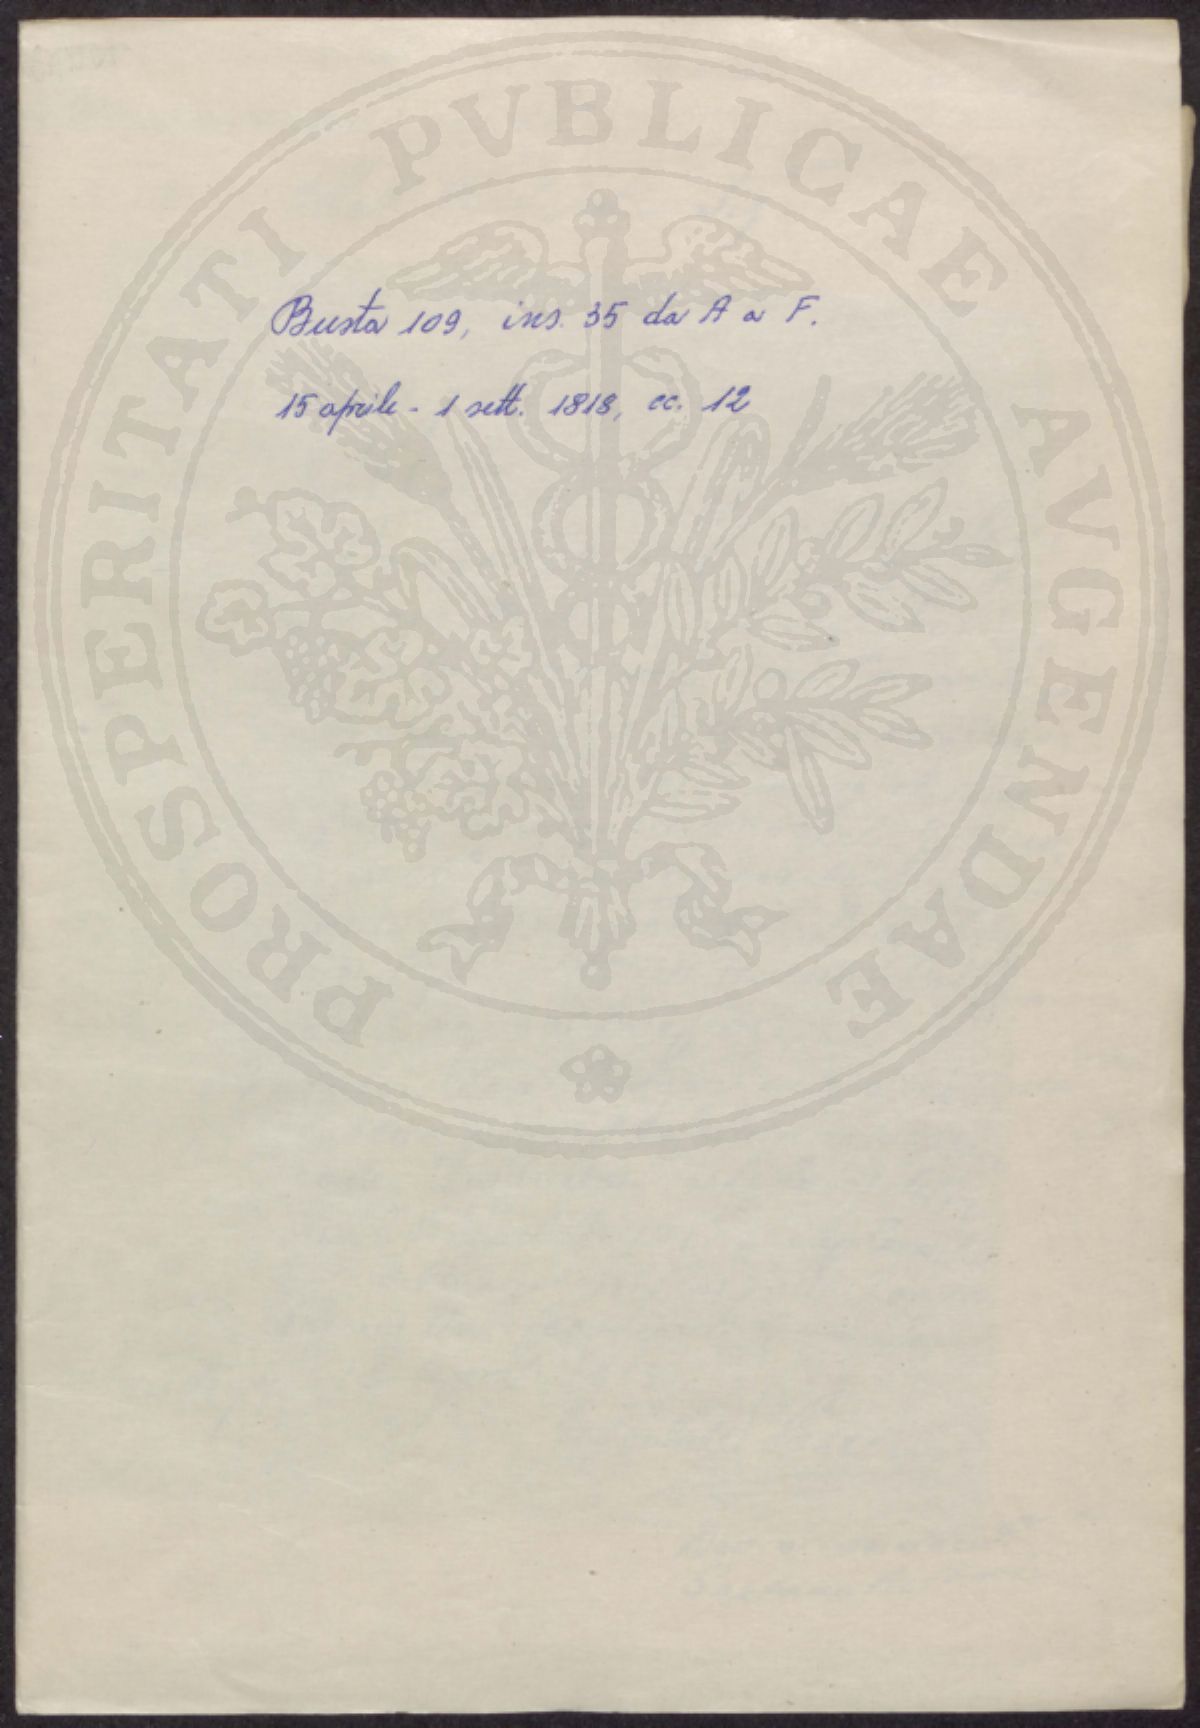 PROSPERITATI PVBLICAE AVGENDAE
Busta 109, ins. 35 da A a F.
15 aprile - 1 sett. 1818, cc. 12